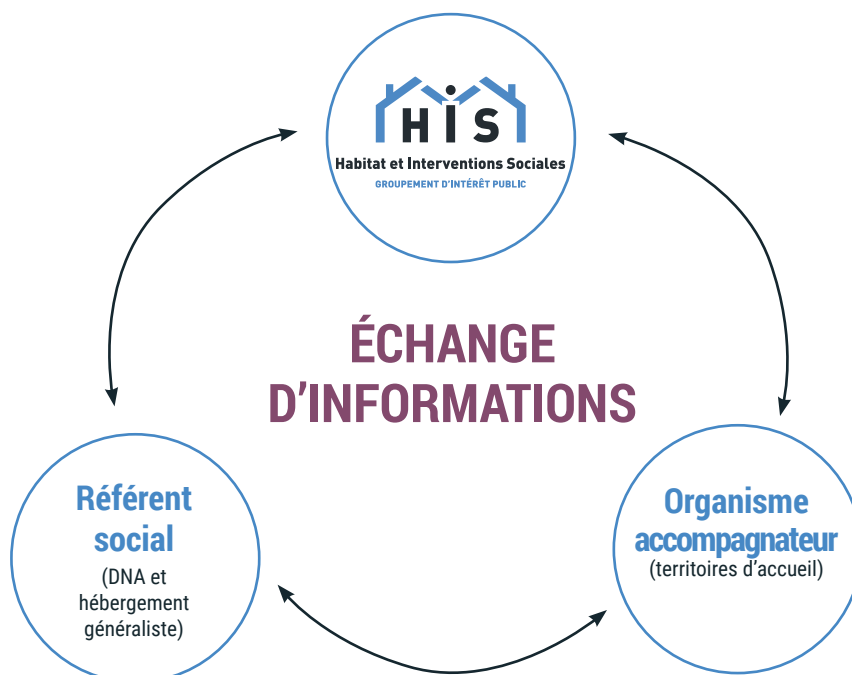 HIS
Habitat et Interventions Sociales
GROUPEMENT D'INTÉRÊT PUBLIC
ÉCHANGE
D'INFORMATIONS
Référent
social
(DNA et
hébergement
généraliste)
Organisme
accompagnateur
(territoires d'accueil)